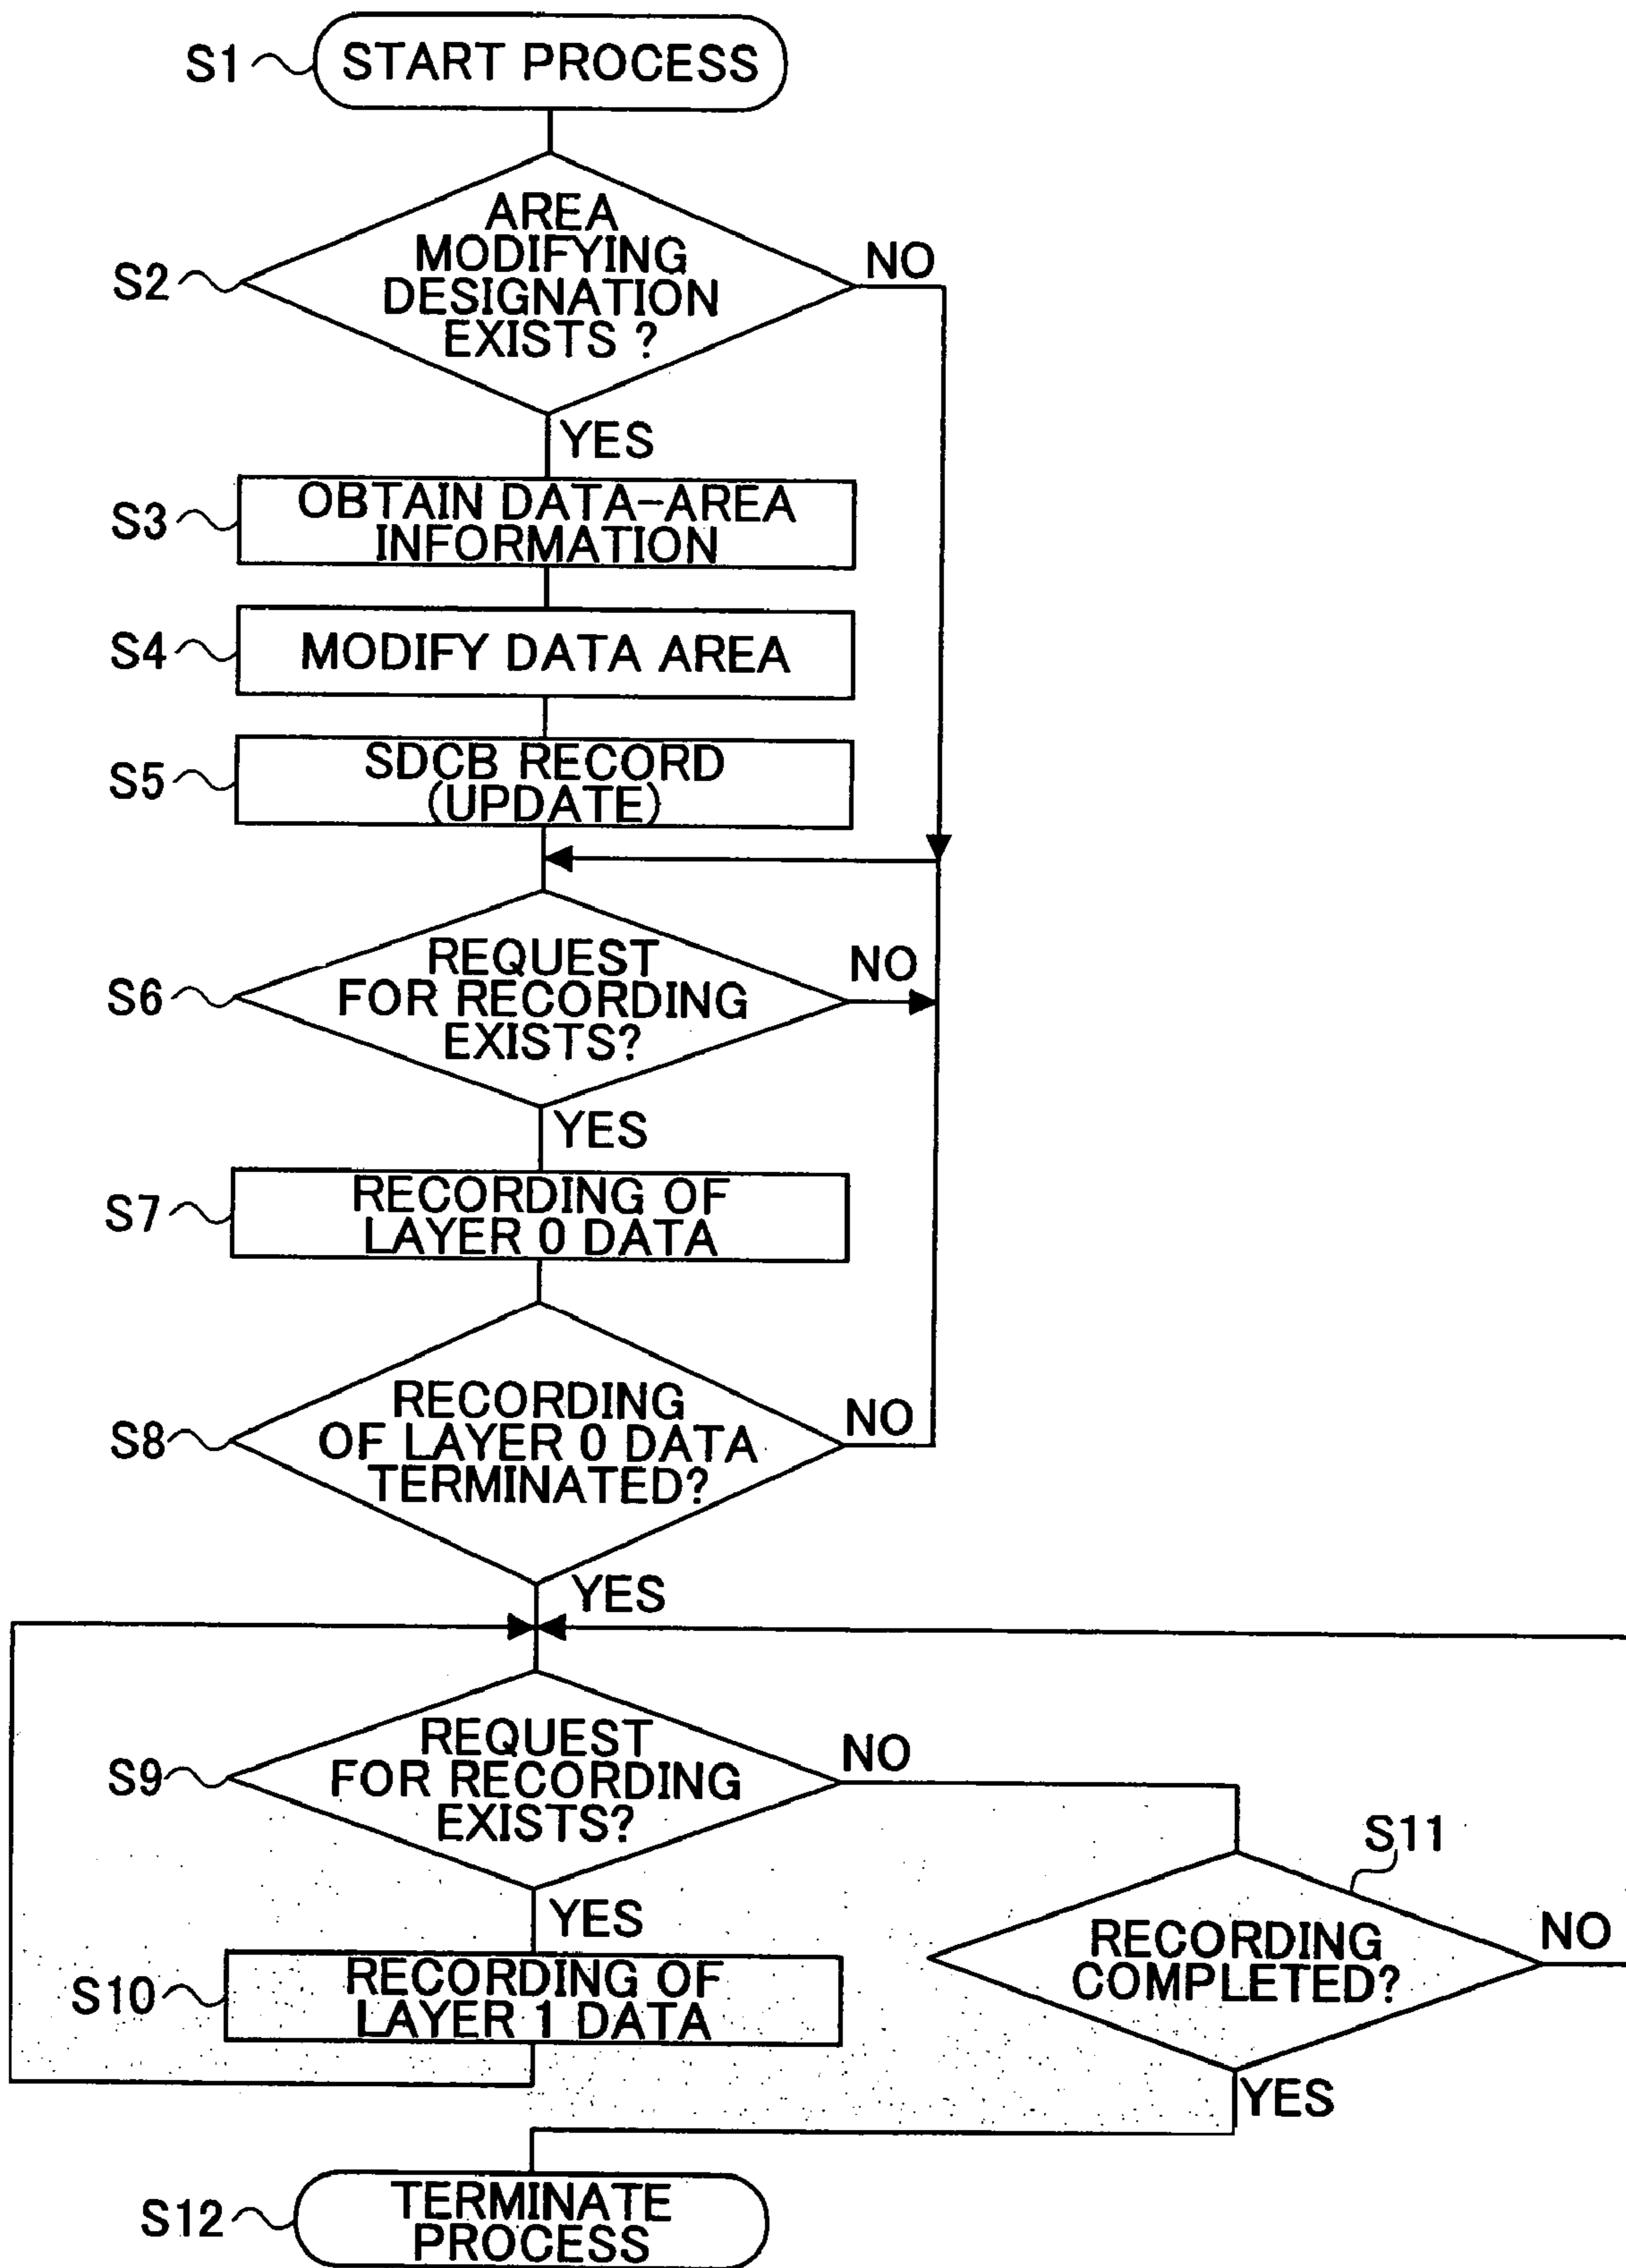 S1 START PROCESS
S2
AREA
MODIFYING
DESIGNATION
EXISTS ?
NO
YES
S3
OBTAIN DATA-AREA
INFORMATION
S4 MODIFY DATA AREA
S5
SDCB RECORD
(UPDATE)
S6
REQUEST
FOR RECORDING
EXISTS?
NO
YES
S7
RECORDING OF
LAYER 0 DATA
S8
RECORDING
OF LAYER 0 DATA
TERMINATED?
NO
YES
S9
REQUEST
FOR RECORDING
EXISTS?
NO
YES
S10
RECORDING OF
LAYER 1 DATA
S11
RECORDING
COMPLETED?
NO
YES
S12
TERMINATE
PROCESS